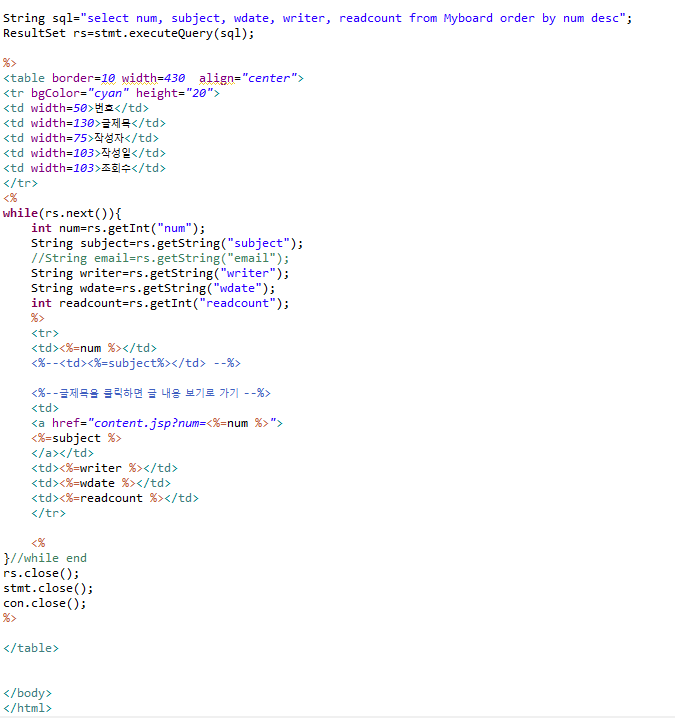 String sql="select num, subject, wdate, writer, readcount from Myboard order by num desc";
ResultSet rs=stmt.executeQuery(sql);
%>
<table border=10 width=430  align="center">
<tr bgColor="cyan" height="20">
<td width=50>번호</td>
<td width=130>글제목</td>
<td width=75>작성자</td>
<td width=103>작성일</td>
<td width=103>조회수</td>
</tr>
<%
while(rs.next()){
    int num=rs.getInt("num");
    String subject=rs.getString("subject");
    //String email=rs.getString("email");
    String writer=rs.getString("writer");
    String wdate=rs.getString("wdate");
    int readcount=rs.getInt("readcount");
    %>
    <tr>
    <td><%=num %></td>
    <%--<td><%=subject%></td> --%>
    <%--글제목을 클릭하면 글 내용 보기로 가기 --%>
    <td>
    <a href="content.jsp?num=<%=num %>">
    <%=subject %>
    </a></td>
    <td><%=writer %></td>
    <td><%=wdate %></td>
    <td><%=readcount %></td>
    </tr>
    <%
}//while end
rs.close();
stmt.close();
con.close();
%>
</table>
</body>
</html>